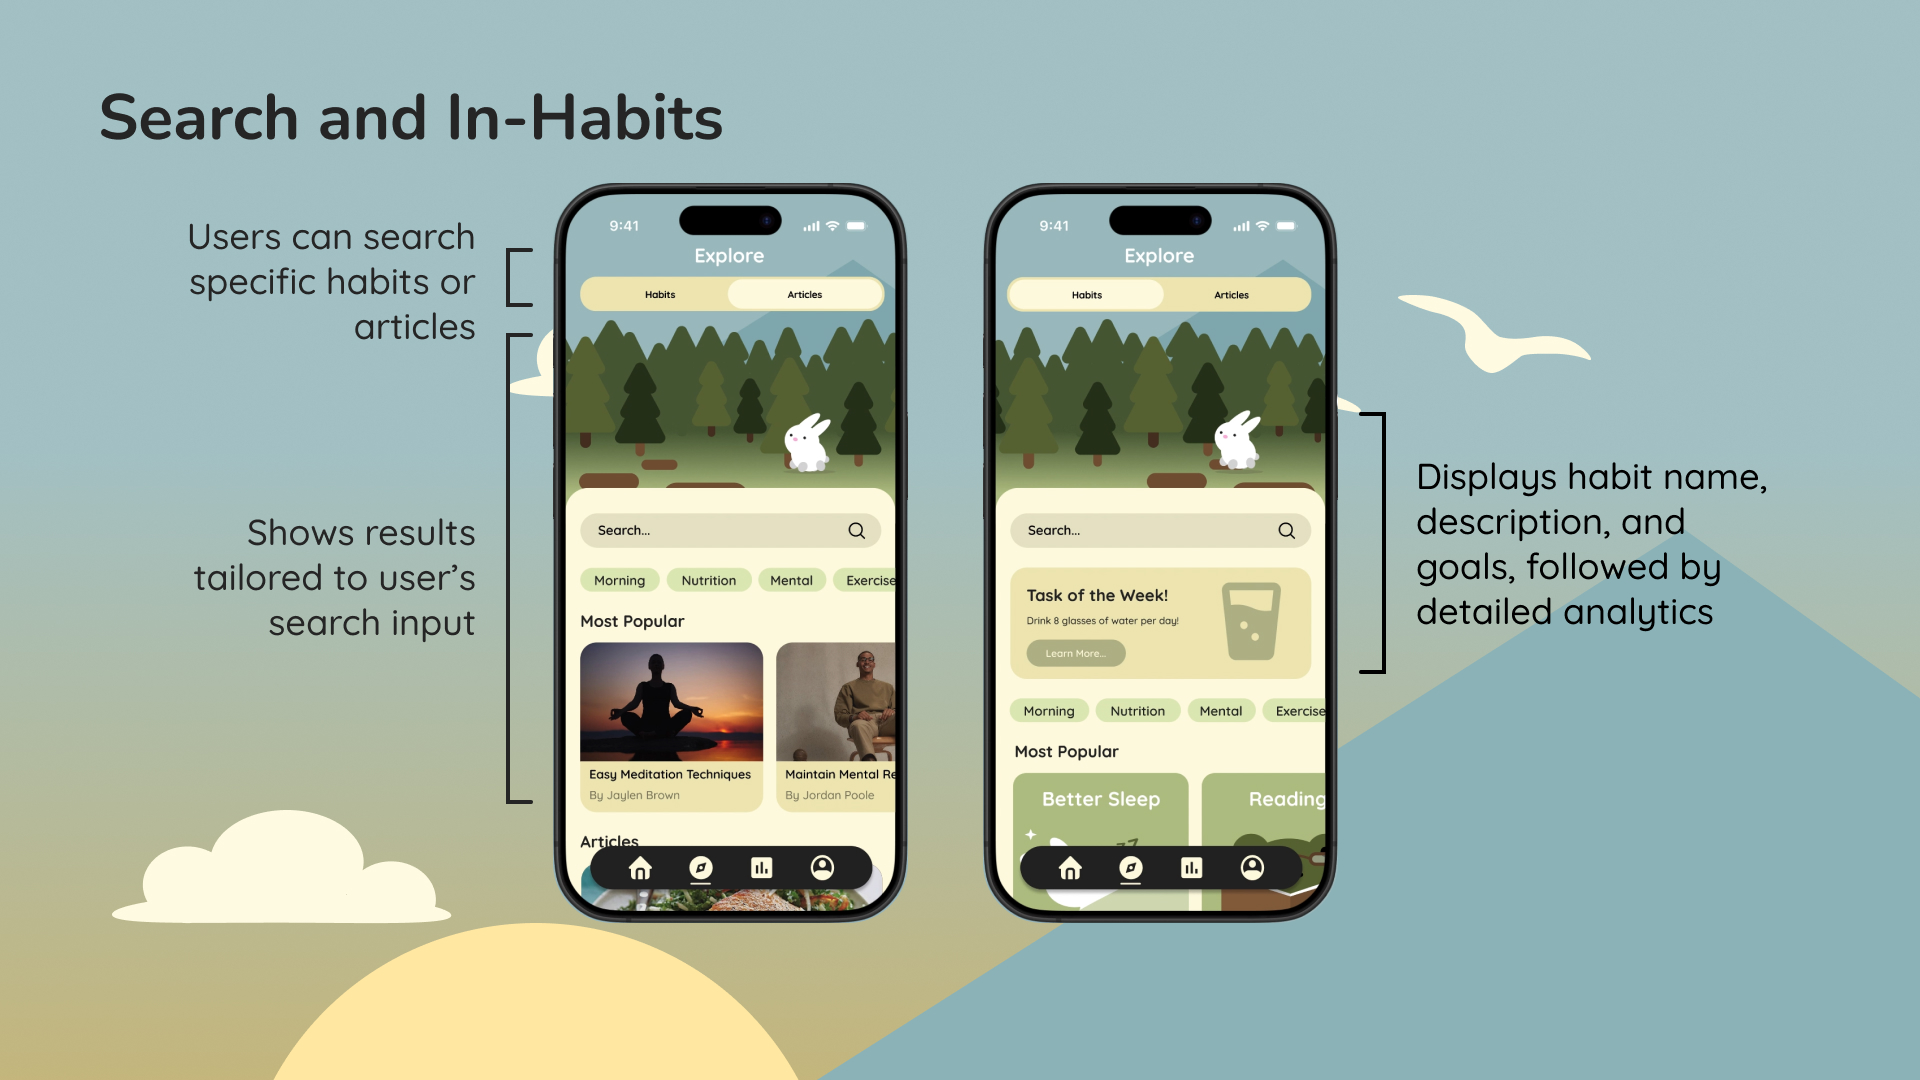 Search and In-Habits
Users can search
specific habits or
articles
Shows results
tailored to user's
search input
9:41
Explore
Habits
Articles
Search...
Morning
Nutrition
Mental
Exercise
Most Popular
Easy Meditation Techniques
By Jaylen Brown
Maintain Mental Re
By Jordan Poole
Articles
9:41
Explore
Habits
Articles
Search...
Task of the Week!
Drink 8 glasses of water per day!
Learn More...
Morning
Nutrition
Mental
Exercise
Most Popular
Better Sleep
Reading
Displays habit name,
description, and
goals, followed by
detailed analytics